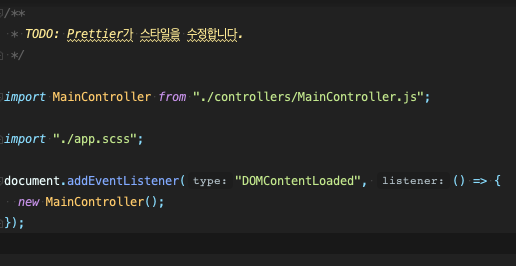 /**
 * TODO: Prettier가 스타일을 수정합니다.
 */
import MainController from "./controllers/MainController.js";
import "./app.scss";
document.addEventListener( type: "DOMContentLoaded", listener: () => {
  new MainController();
});